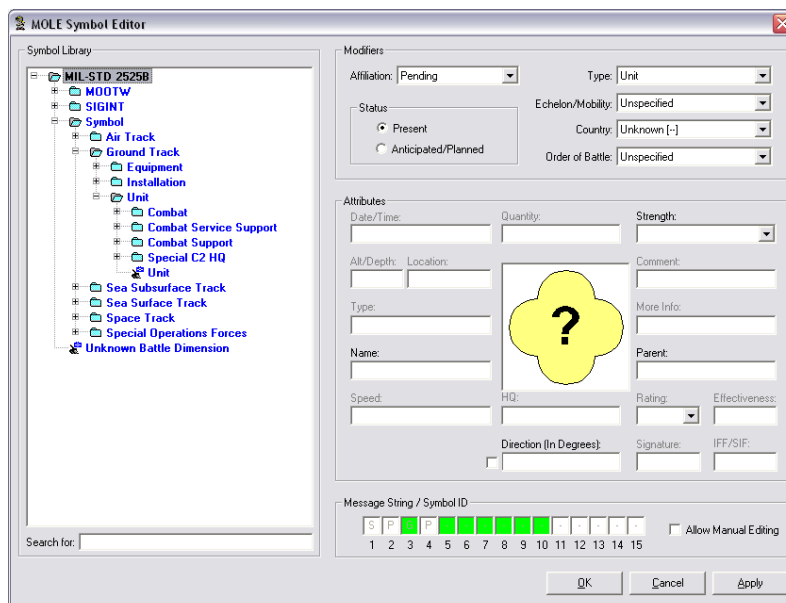 MOLE Symbol Editor
Symbol Library
MIL-STD 2525B
MOOTW
SIGINT
Symbol
Air Track
Ground Track
Equipment
Installation
Unit
Combat
Combat Service Support
Combat Support
Special C2 HQ
Unit
Sea Subsurface Track
Sea Surface Track
Space Track
Special Operations Forces
Unknown Battle Dimension
Search for:
Modifiers
Affiliation: Pending
Type: Unit
Status
Present
Anticipated/Planned
Echelon/Mobility: Unspecified
Country: Unknown [--]
Order of Battle: Unspecified
Attributes
Date/Time: Quantity: Strength:
Alt/Depth: Location: Comment:
?
Type: More Info:
Name: Parent:
Speed: HQ: Rating: Effectiveness:
Direction (In Degrees): Signature: IFF/SIF:
Message String / Symbol ID
S P G P - - - - -
1 2 3 4 5 6 7 8 9 10 11 12 13 14 15
Allow Manual Editing
OK Cancel Apply